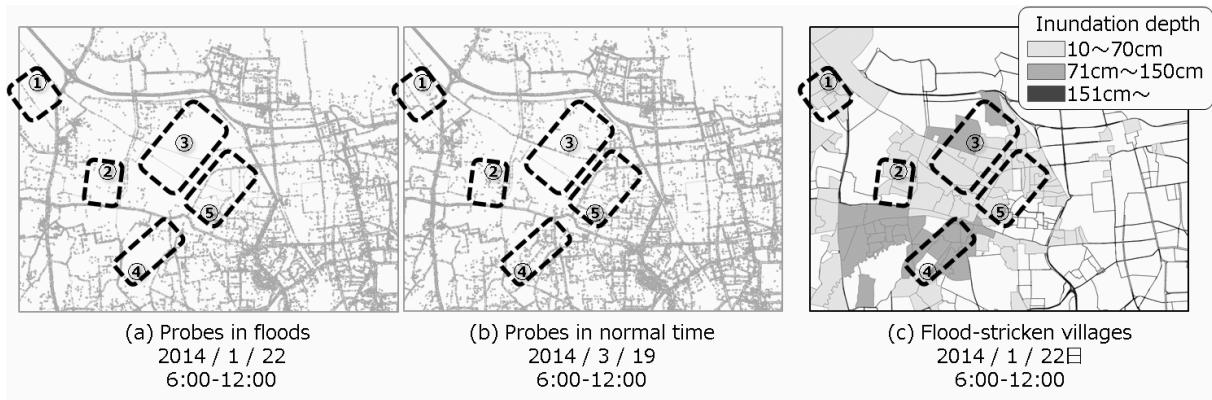 Inundation depth
10～70cm
71cm～150cm
151cm～
①
②
③
⑤
④
①
②
③
⑤
④
①
②
③
⑤
④
(a) Probes in floods
2014 / 1 / 22
6:00-12:00
(b) Probes in normal time
2014 / 3 / 19
6:00-12:00
(c) Flood-stricken villages
2014 / 1 / 22日
6:00-12:00